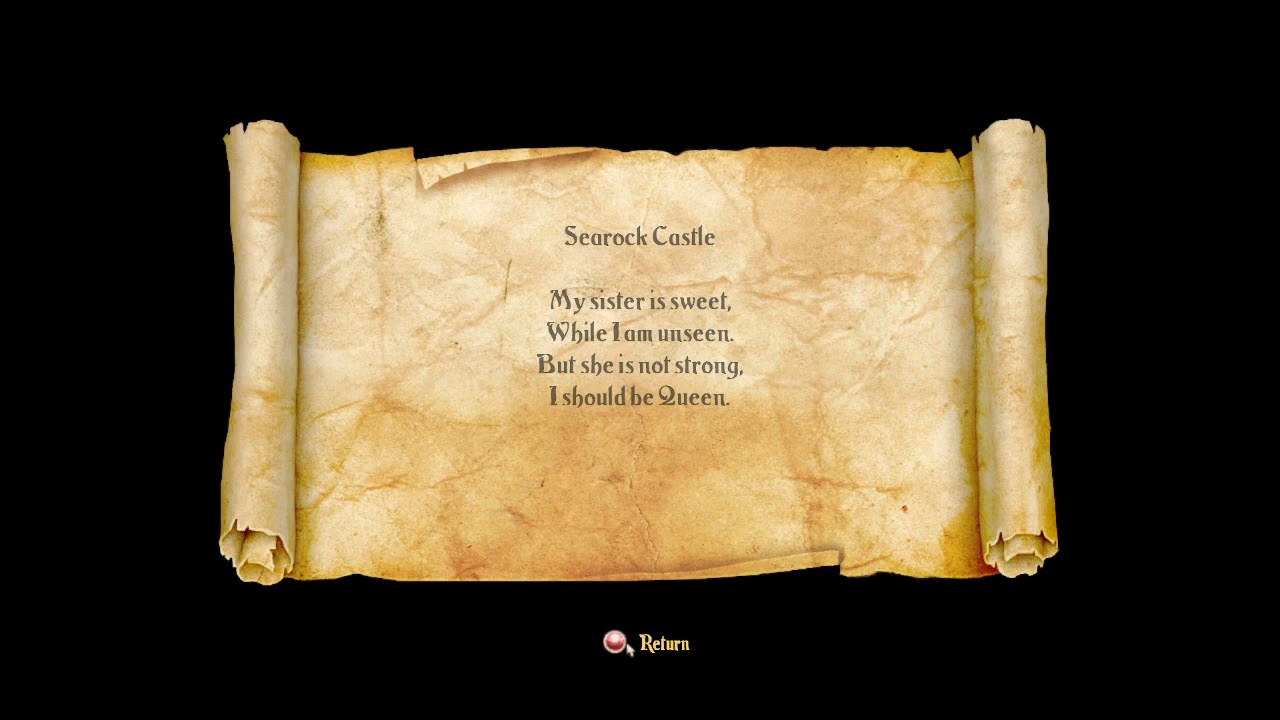 Searock Castle
My sister is sweet,
While I am unseen.
But she is not strong,
I should be Queen.
Return